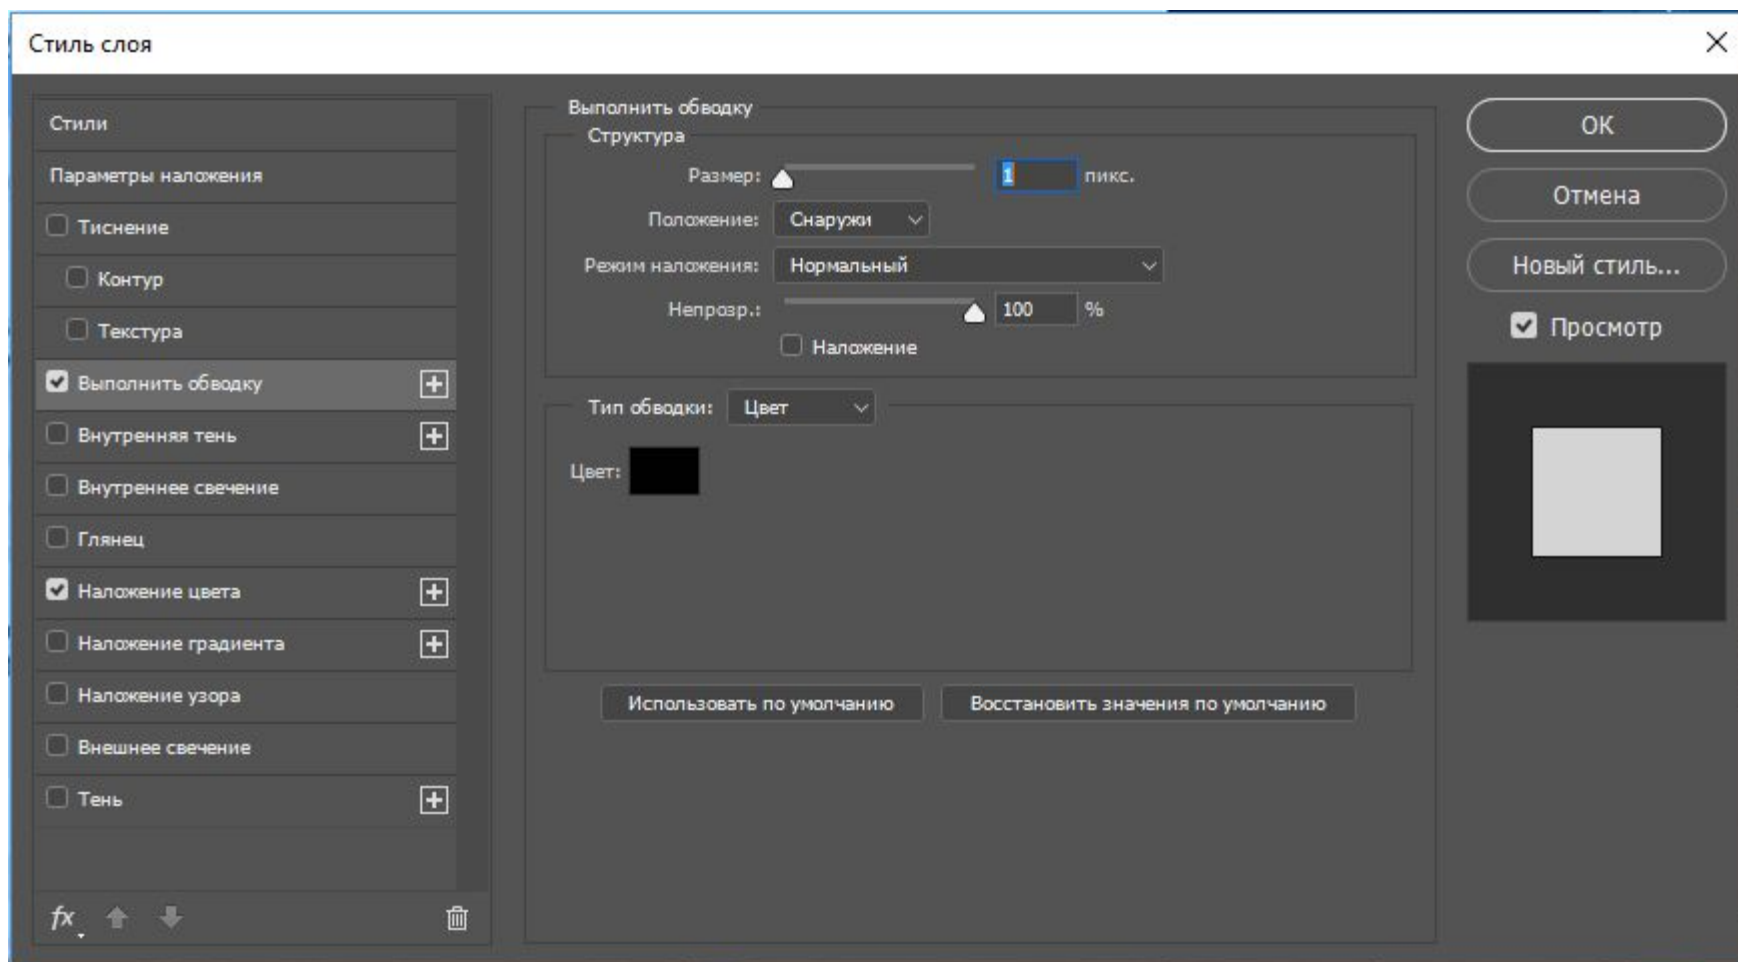 Стиль слоя
Стили
Параметры наложения
Тиснение
Контур
Текстура
Выполнить обводку
Внутренняя тень
Внутреннее свечение
Глянец
Наложение цвета
Наложение градиента
Наложение узора
Внешнее свечение
Тень
fx
Выполнить обводку
Структура
Размер: 1 пикс.
Положение: Снаружи
Режим наложения: Нормальный
Непрозр.: 100 %
Наложение
Тип обводки: Цвет
Цвет:
Использовать по умолчанию Восстановить значения по умолчанию
ОК
Отмена
Новый стиль...
Просмотр